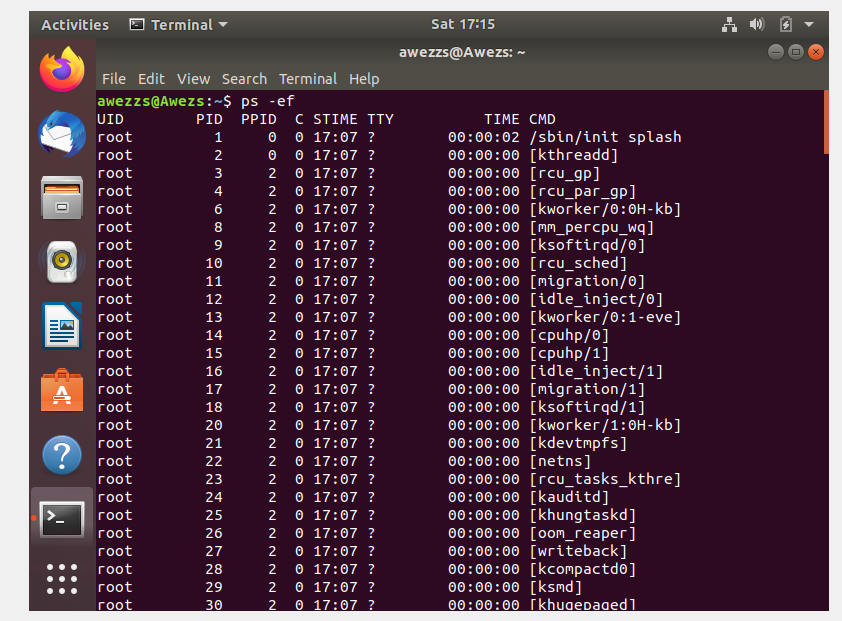 Activities Terminal Sat 17:15
awezzs@Awezs: ~
File Edit View Search Terminal Help
awezzs@Awezs:~$ ps -ef
UID        PID  PPID  C STIME TTY          TIME CMD
root         1     0  0 17:07 ?        00:00:02 /sbin/init splash
root         2     0  0 17:07 ?        00:00:00 [kthreadd]
root         3     2  0 17:07 ?        00:00:00 [rcu_gp]
root         4     2  0 17:07 ?        00:00:00 [rcu_par_gp]
root         6     2  0 17:07 ?        00:00:00 [kworker/0:0H-kb]
root         8     2  0 17:07 ?        00:00:00 [mm_percpu_wq]
root         9     2  0 17:07 ?        00:00:00 [ksoftirqd/0]
root        10     2  0 17:07 ?        00:00:00 [rcu_sched]
root        11     2  0 17:07 ?        00:00:00 [migration/0]
root        12     2  0 17:07 ?        00:00:00 [idle_inject/0]
root        13     2  0 17:07 ?        00:00:00 [kworker/0:1-eve]
root        14     2  0 17:07 ?        00:00:00 [cpuhp/0]
root        15     2  0 17:07 ?        00:00:00 [cpuhp/1]
root        16     2  0 17:07 ?        00:00:00 [idle_inject/1]
root        17     2  0 17:07 ?        00:00:00 [migration/1]
root        18     2  0 17:07 ?        00:00:00 [ksoftirqd/1]
root        20     2  0 17:07 ?        00:00:00 [kworker/1:0H-kb]
root        21     2  0 17:07 ?        00:00:00 [kdevtmpfs]
root        22     2  0 17:07 ?        00:00:00 [netns]
root        23     2  0 17:07 ?        00:00:00 [rcu_tasks_kthre]
root        24     2  0 17:07 ?        00:00:00 [kauditd]
root        25     2  0 17:07 ?        00:00:00 [khungtaskd]
root        26     2  0 17:07 ?        00:00:00 [oom_reaper]
root        27     2  0 17:07 ?        00:00:00 [writeback]
root        28     2  0 17:07 ?        00:00:00 [kcompactd0]
root        29     2  0 17:07 ?        00:00:00 [ksmd]
root        30     2  0 17:07 ?        00:00:00 [khugepaged]